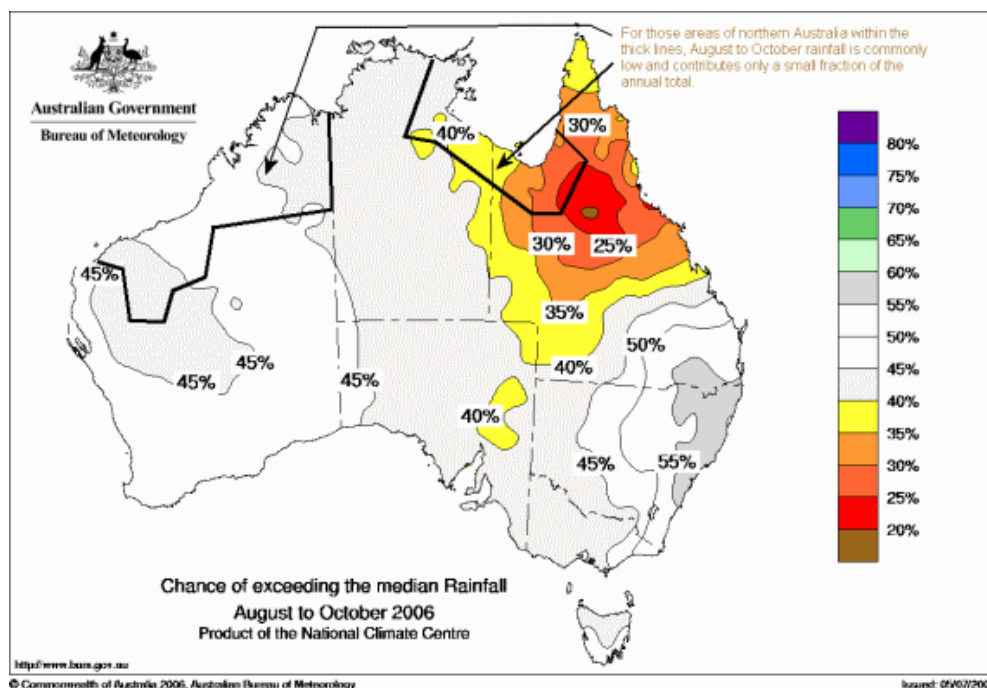 For those areas of northern Australia within the
thick lines, August to October rainfall is commonly
low and contributes only a small fraction of the
annual total.
Australian Government
Bureau of Meteorology
40%
30%
80%
75%
70%
65%
60%
55%
50%
45%
40%
35%
30%
25%
20%
30%
25%
45%
35%
50%
45%
45%
45%
40%
40%
45%
55%
Chance of exceeding the median Rainfall
August to October 2006
Product of the National Climate Centre
http://www.bom.gov.au
© Commonwealth of Australia 2006, Australian Bureau of Meteorology
Issued: 05/07/200